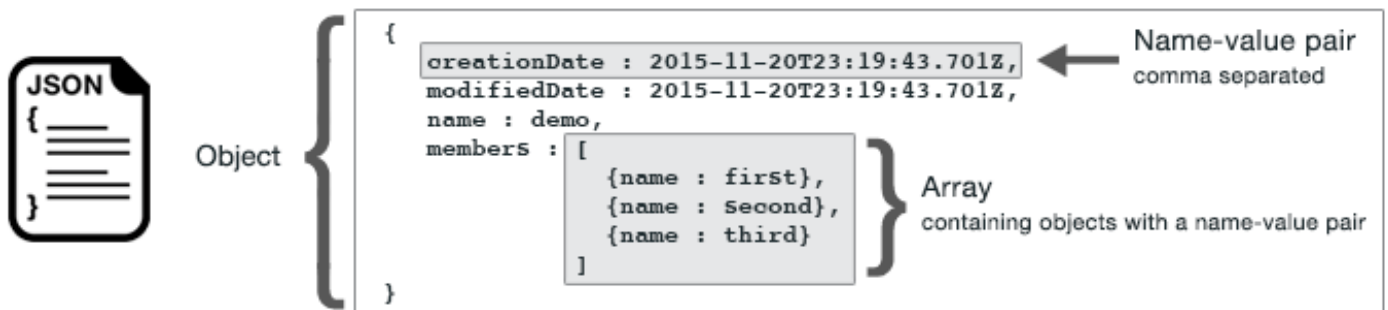 JSON
{
}
Object
{
creationDate : 2015-11-20T23:19:43.701Z,
modifiedDate : 2015-11-20T23:19:43.701Z,
name : demo,
members : [
{name : first},
{name : second},
{name : third}
]
}
Name-value pair
comma separated
Array
containing objects with a name-value pair